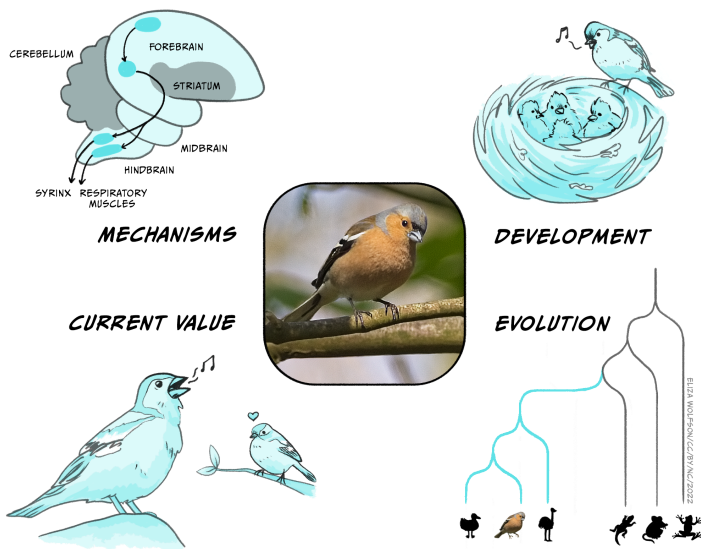 CEREBELLUM
FOREBRAIN
STRIATUM
MIDBRAIN
HINDBRAIN
SYRINX RESPIRATORY
MUSCLES
MECHANISMS
DEVELOPMENT
CURRENT VALUE
EVOLUTION
ELIZA WOLFSON/CC/BY/NC/2022